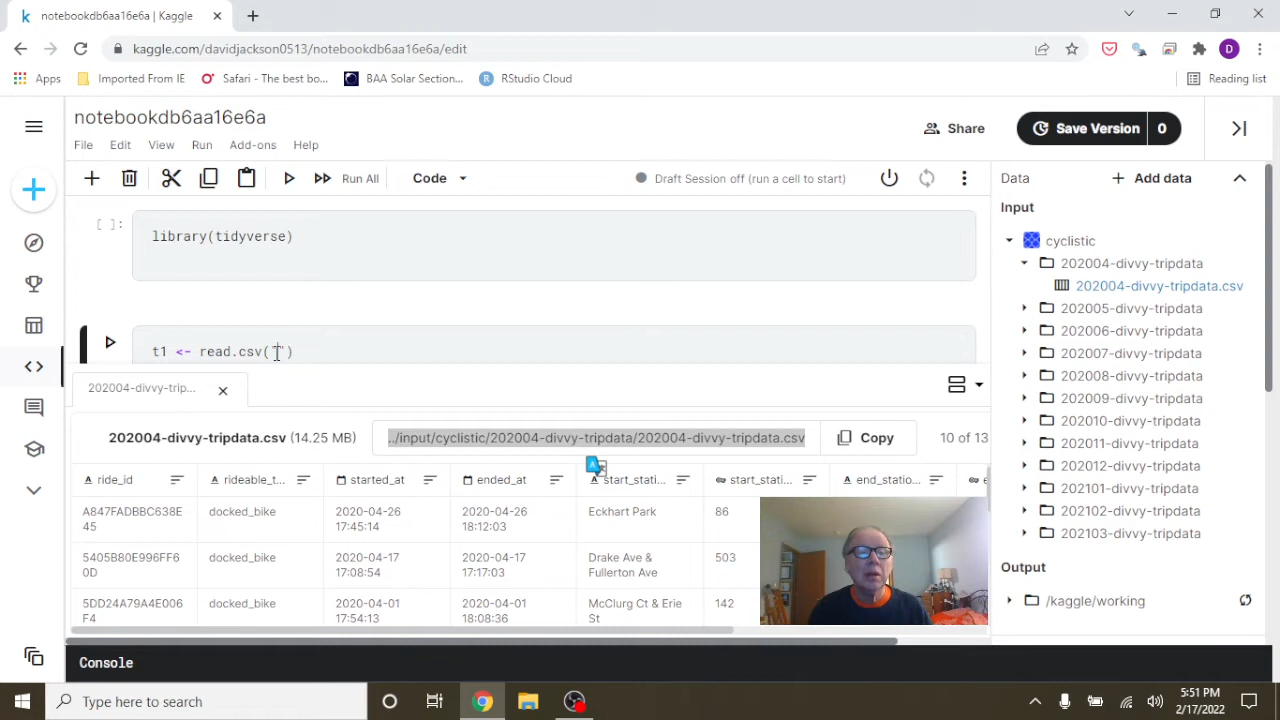 notebookdb6aa16e6a | Kaggle
kaggle.com/davidjackson0513/notebookdb6aa16e6a/edit
D
Apps
Imported From IE
Safari - The best bo...
BAA Solar Section...
RStudio Cloud
Reading list
notebookdb6aa16e6a
File Edit View Run Add-ons Help
Share
Save Version 0
Run All
Code
Draft Session off (run a cell to start)
Data
Add data
Input
[ ]:
library(tidyverse)
t1 <- read.csv("")
cyclistic
202004-divvy-tripdata
202004-divvy-tripdata.csv
202005-divvy-tripdata
202006-divvy-tripdata
202007-divvy-tripdata
202008-divvy-tripdata
202009-divvy-tripdata
202010-divvy-tripdata
202011-divvy-tripdata
202012-divvy-tripdata
202101-divvy-tripdata
202102-divvy-tripdata
202103-divvy-tripdata
Output
/kaggle/working
202004-divvy-trip...
202004-divvy-tripdata.csv (14.25 MB)
../input/cyclistic/202004-divvy-tripdata/202004-divvy-tripdata.csv
Copy
10 of 13
ride_id rideable_t... started_at ended_at start_stati... start_stati... end_statio...
A847FADBBC638E45 docked_bike 2020-04-26 17:45:14 2020-04-26 18:12:03 Eckhart Park 86
5405B80E996FF60D docked_bike 2020-04-17 17:08:54 2020-04-17 17:17:03 Drake Ave & Fullerton Ave 503
5DD24A79A4E006F4 docked_bike 2020-04-01 17:54:13 2020-04-01 18:08:36 McClurg Ct & Erie St 142
Console
Type here to search
5:51 PM
2/17/2022